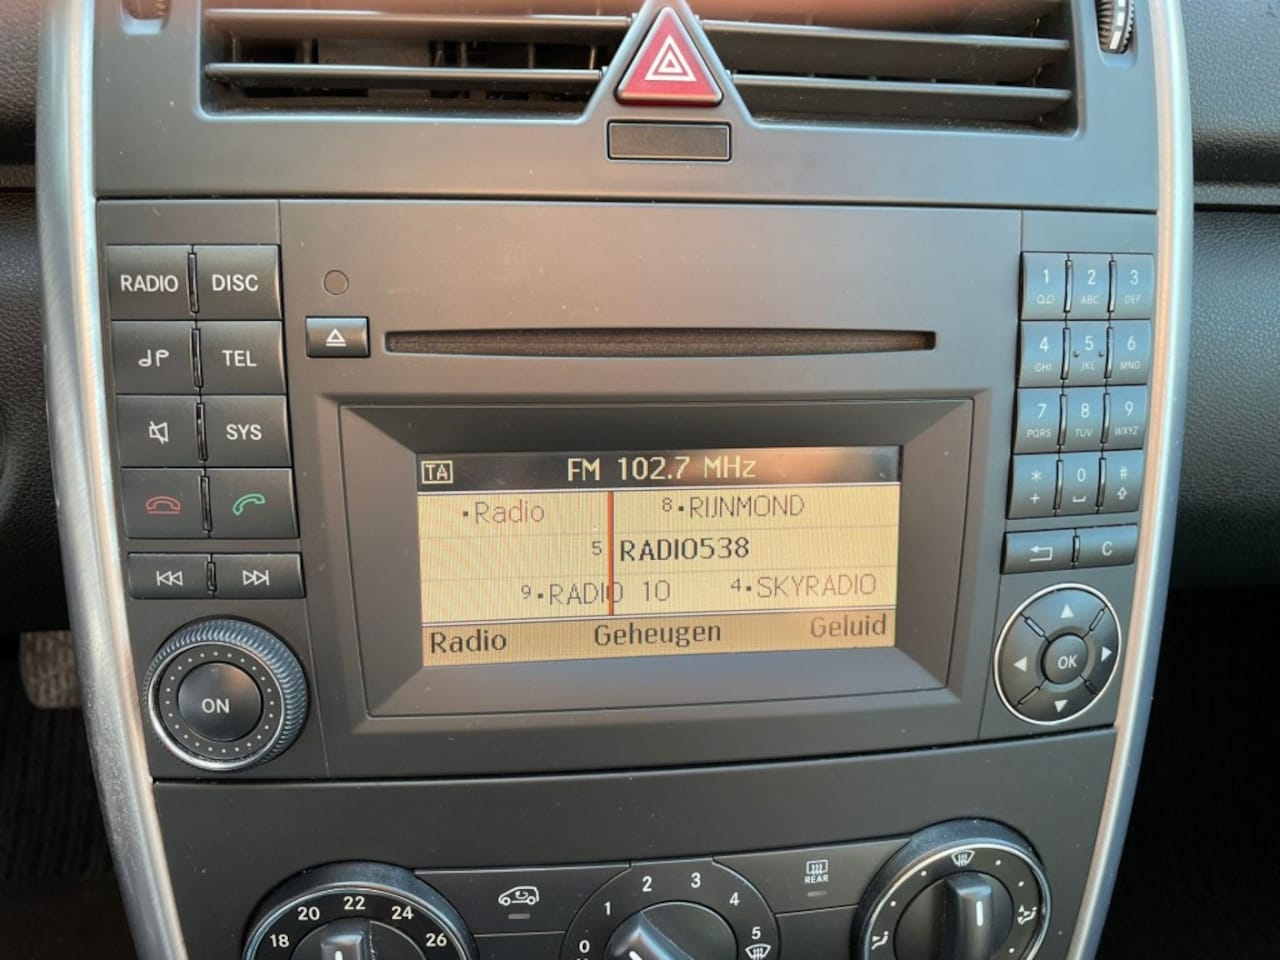 RADIO DISC
TEL
SYS
ON
TA FM 102.7 MHz
•Radio 8•RIJNMOND
5 RADIO538
9•RADIO 10 4•SKYRADIO
Radio Geheugen Geluid
1 2 3
QD ABC DEF
4 5 6
GHI JKL MNO
7 8 9
PQRS TUV WXYZ
* 0 #
+
C
OK
18 20 22 24 26
0 1 2 3 4 5
REAR